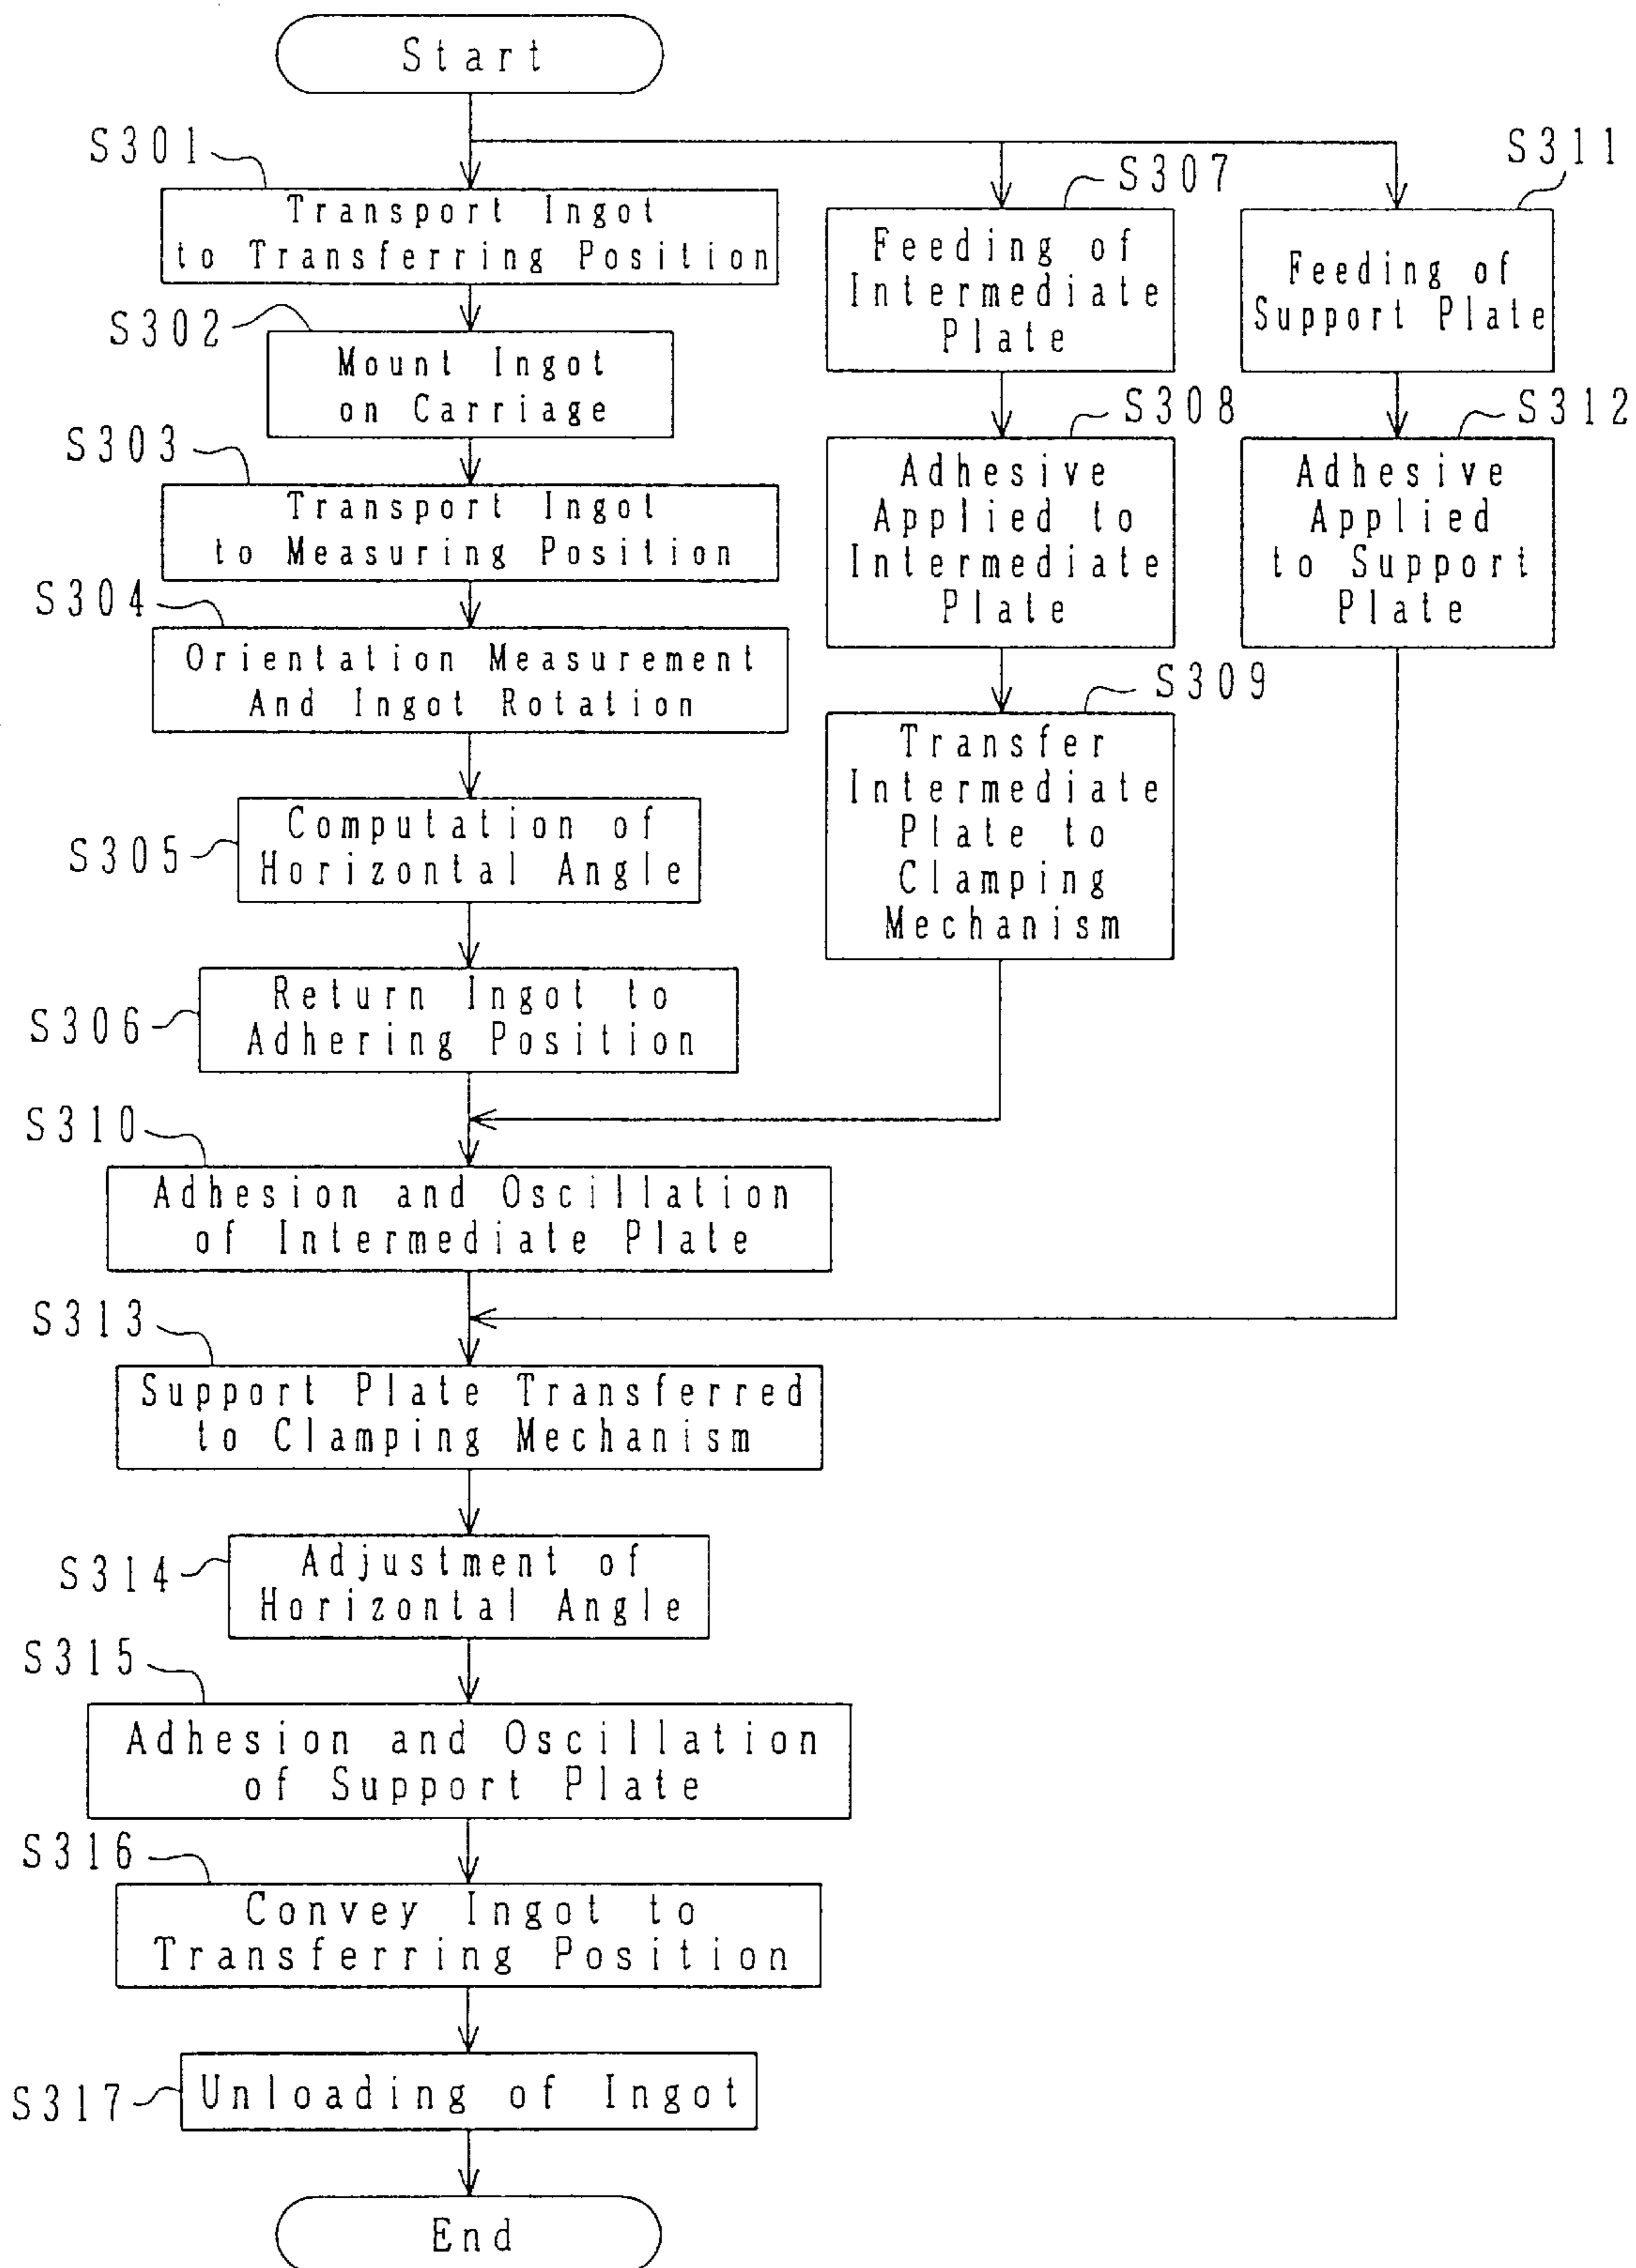 Start
S301
Transport Ingot
to Transferring Position
S302
Mount Ingot
on Carriage
S303
Transport Ingot
to Measuring Position
S304
Orientation Measurement
And Ingot Rotation
S305
Computation of
Horizontal Angle
S306
Return Ingot to
Adhering Position
S307
Feeding of
Intermediate
Plate
S308
Adhesive
Applied to
Intermediate
Plate
S309
Transfer
Intermediate
Plate to
Clamping
Mechanism
S311
Feeding of
Support Plate
S312
Adhesive
Applied
to Support
Plate
S310
Adhesion and Oscillation
of Intermediate Plate
S313
Support Plate Transferred
to Clamping Mechanism
S314
Adjustment of
Horizontal Angle
S315
Adhesion and Oscillation
of Support Plate
S316
Convey Ingot to
Transferring Position
S317
Unloading of Ingot
End